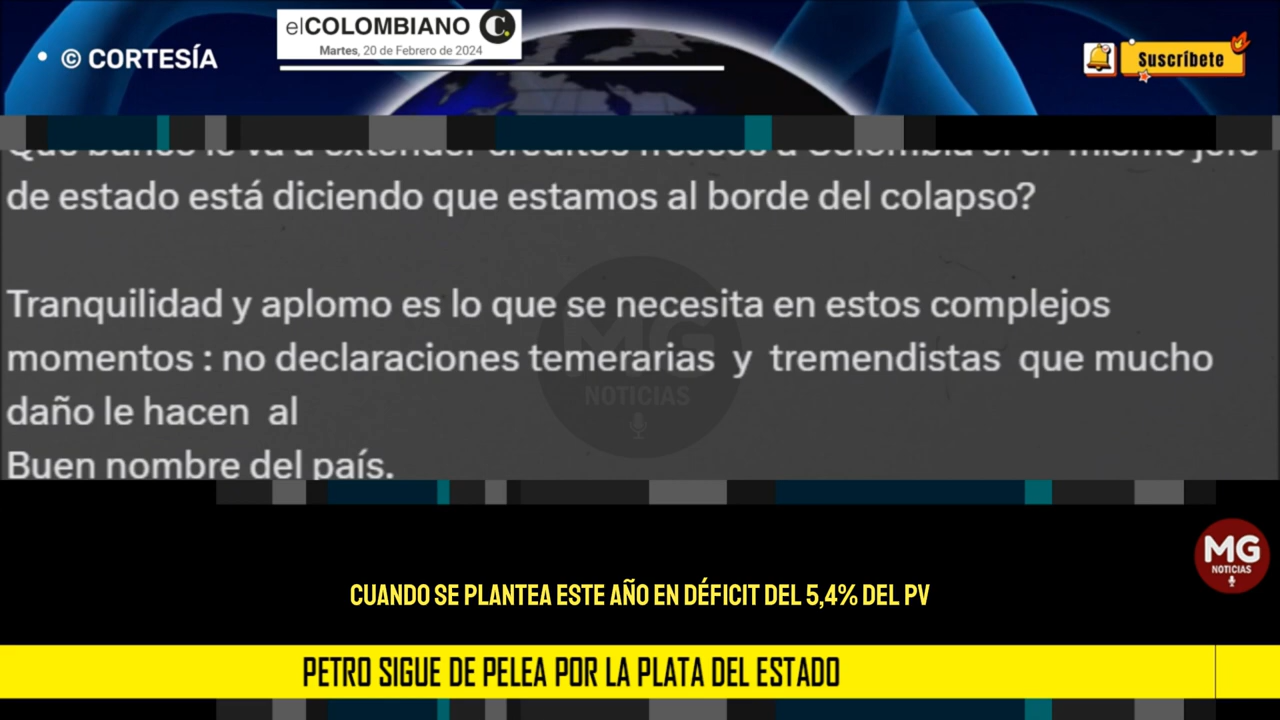 elCOLOMBIANO
Martes, 20 de Febrero de 2024
• © CORTESÍA
Suscríbete
de estado está diciendo que estamos al borde del colapso?
Tranquilidad y aplomo es lo que se necesita en estos complejos
momentos : no declaraciones temerarias y tremendistas que mucho
daño le hacen al
Buen nombre del país.
MG
NOTICIAS
MG
NOTICIAS
CUANDO SE PLANTEA ESTE AÑO EN DÉFICIT DEL 5,4% DEL PV
PETRO SIGUE DE PELEA POR LA PLATA DEL ESTADO